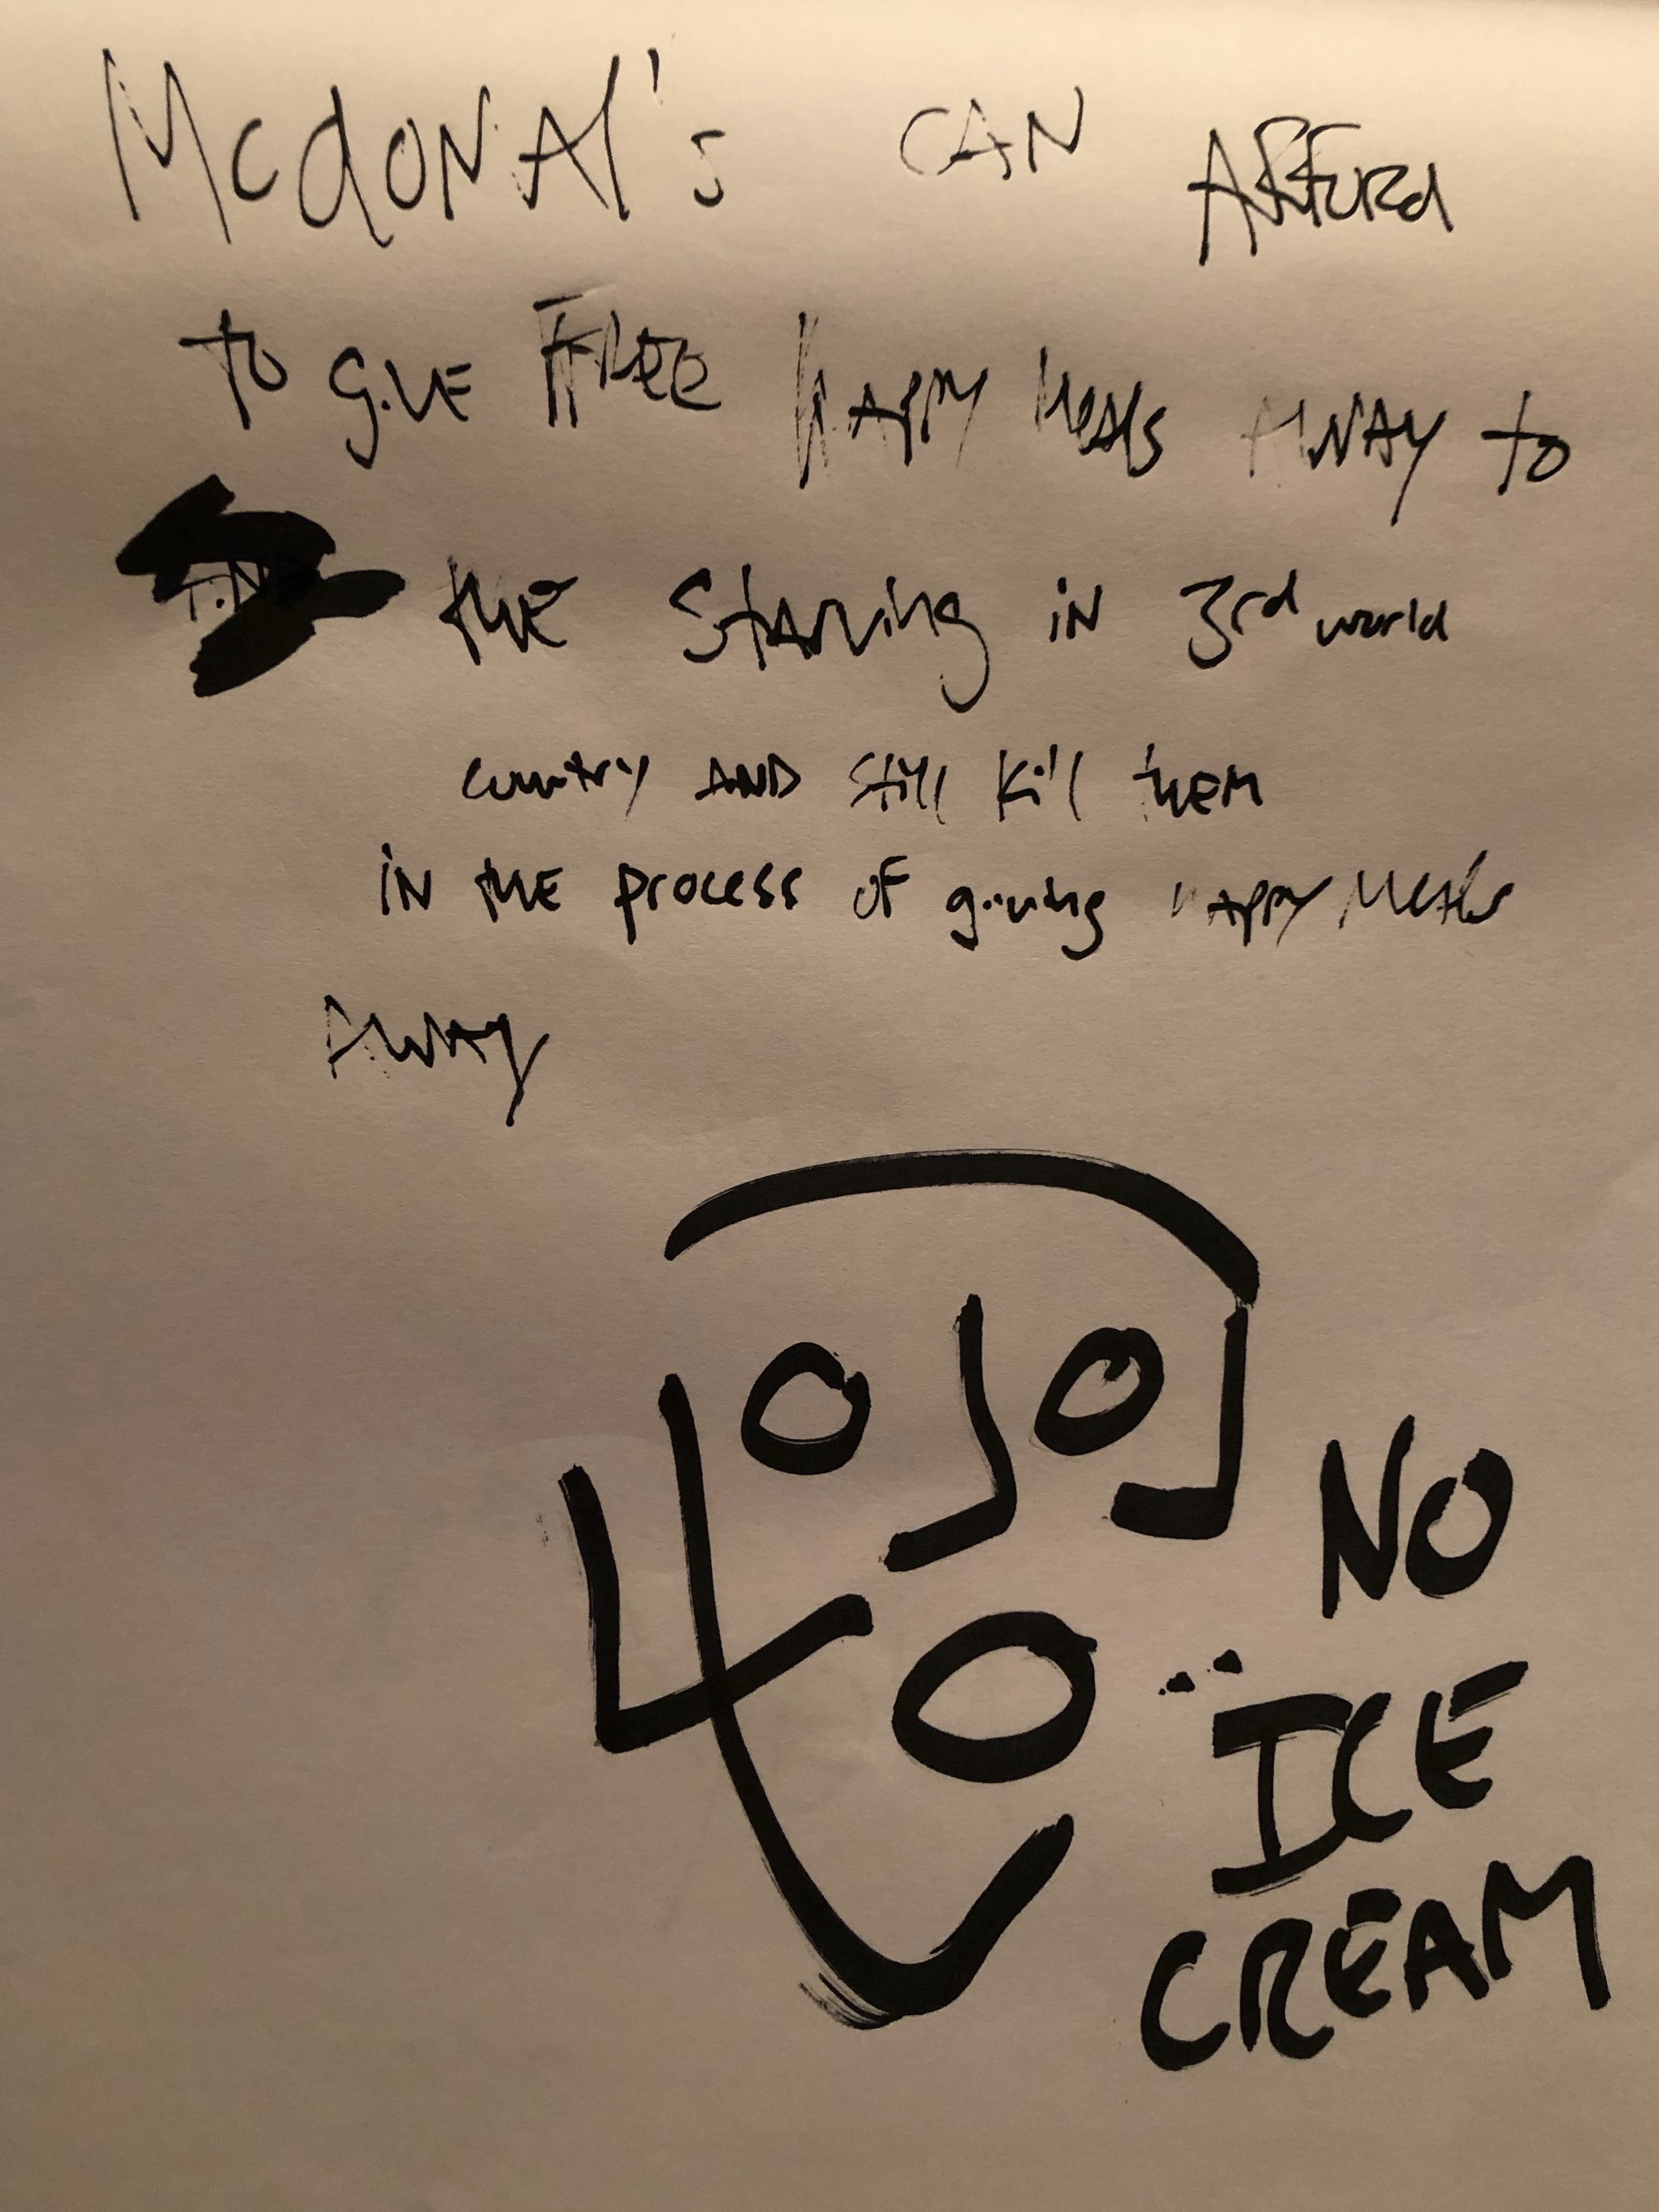 McdoNAl's CAN AFFORd
to giVE FREE HAppy MeAls AWAY to
tHE StARving iN 3rd world
country AND still kill tHEM
iN tHE process oF giving HAppy MeAls
AWAy
NO
ICE
CREAM